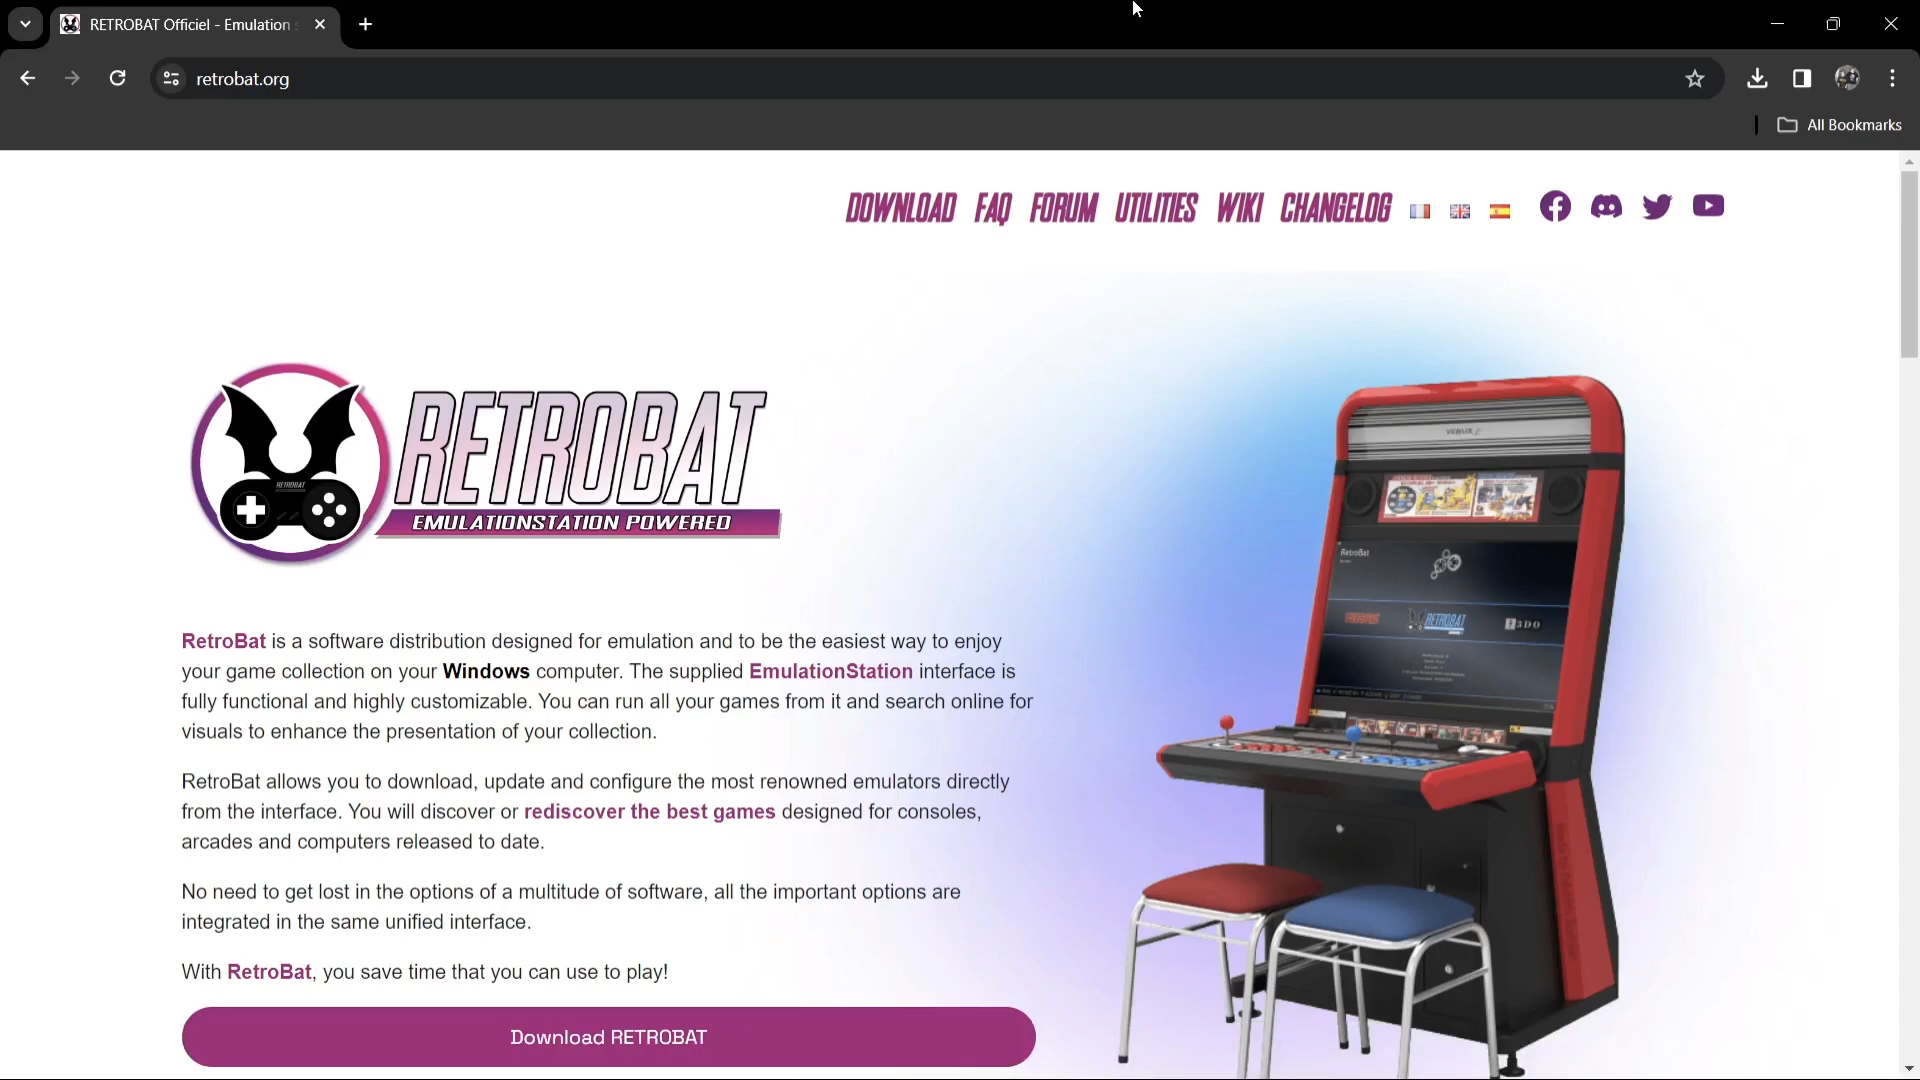 RETROBAT Officiel - Emulation
retrobat.org
All Bookmarks
DOWNLOAD FAQ FORUM UTILITIES WIKI CHANGELOG
RETROBAT
RETROBAT
EMULATIONSTATION POWERED
RetroBat
RETROBAT
3DO
RetroBat is a software distribution designed for emulation and to be the easiest way to enjoy
your game collection on your Windows computer. The supplied EmulationStation interface is
fully functional and highly customizable. You can run all your games from it and search online for
visuals to enhance the presentation of your collection.
RetroBat allows you to download, update and configure the most renowned emulators directly
from the interface. You will discover or rediscover the best games designed for consoles,
arcades and computers released to date.
No need to get lost in the options of a multitude of software, all the important options are
integrated in the same unified interface.
With RetroBat, you save time that you can use to play!
Download RETROBAT